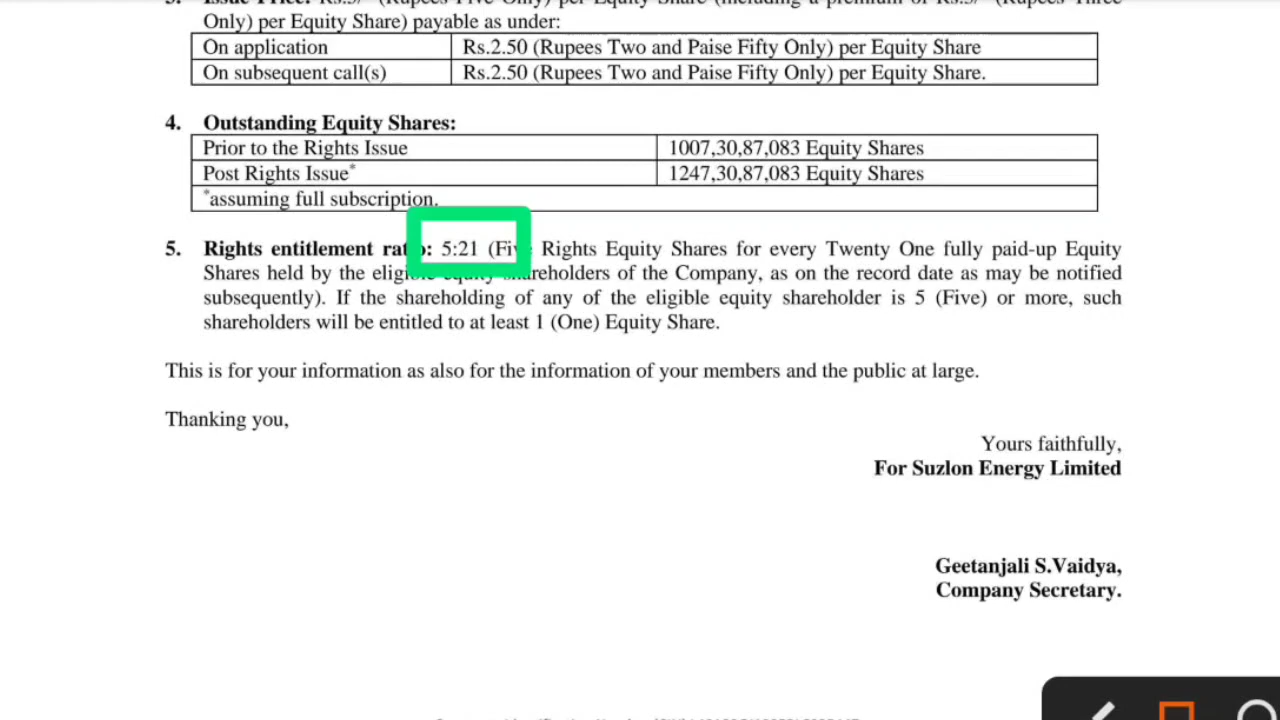 Only) per Equity Share) payable as under:
On application Rs.2.50 (Rupees Two and Paise Fifty Only) per Equity Share
On subsequent call(s) Rs.2.50 (Rupees Two and Paise Fifty Only) per Equity Share.
4. Outstanding Equity Shares:
Prior to the Rights Issue 1007,30,87,083 Equity Shares
Post Rights Issue* 1247,30,87,083 Equity Shares
*assuming full subscription.
5. Rights entitlement ratio: 5:21 (Five Rights Equity Shares for every Twenty One fully paid-up Equity
Shares held by the eligible equity shareholders of the Company, as on the record date as may be notified
subsequently). If the shareholding of any of the eligible equity shareholder is 5 (Five) or more, such
shareholders will be entitled to at least 1 (One) Equity Share.
This is for your information as also for the information of your members and the public at large.
Thanking you,
Yours faithfully,
For Suzlon Energy Limited
Geetanjali S.Vaidya,
Company Secretary.